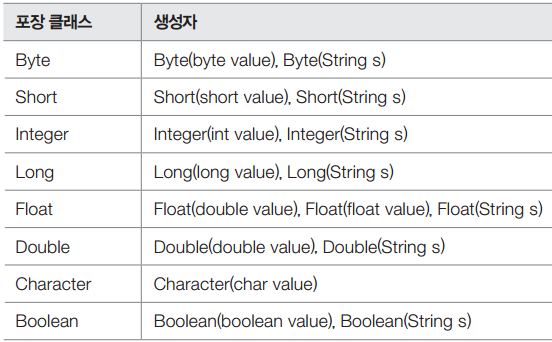 포장 클래스 생성자
Byte Byte(byte value), Byte(String s)
Short Short(short value), Short(String s)
Integer Integer(int value), Integer(String s)
Long Long(long value), Long(String s)
Float Float(double value), Float(float value), Float(String s)
Double Double(double value), Double(String s)
Character Character(char value)
Boolean Boolean(boolean value), Boolean(String s)